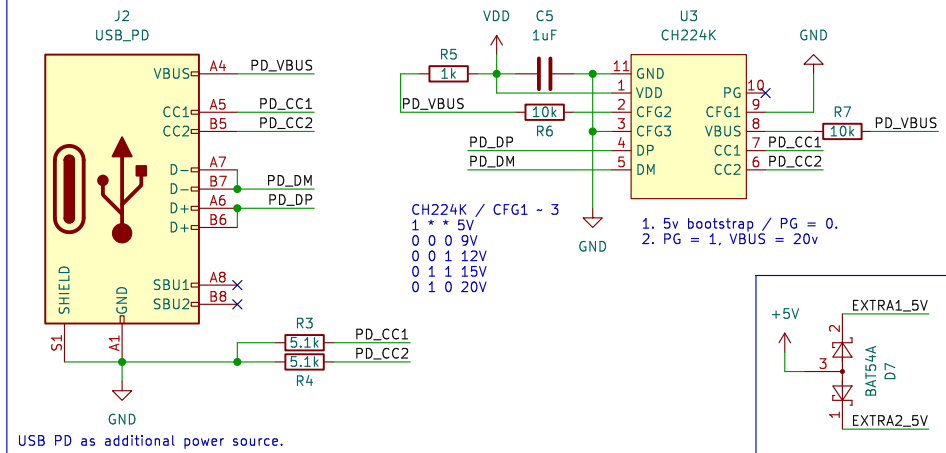 J2
USB_PD
VBUS A4 PD_VBUS
CC1 A5 PD_CC1
CC2 B5 PD_CC2
D- A7
D- B7 PD_DM
D+ A6 PD_DP
D+ B6
SBU1 A8
SBU2 B8
SHIELD
GND
S1
A1
R3
5.1k PD_CC1
5.1k PD_CC2
R4
GND
USB PD as additional power source.
VDD
C5
1uF
R5
1k
PD_VBUS
10k
R6
PD_DP
PD_DM
GND
U3
CH224K
11 GND
1 VDD
2 CFG2
3 CFG3
4 DP
5 DM
PG 10
CFG1 9
VBUS 8
CC1 7 PD_CC1
CC2 6 PD_CC2
GND
R7
10k PD_VBUS
CH224K / CFG1 ~ 3
1 * * 5V
0 0 0 9V
0 0 1 12V
0 1 1 15V
0 1 0 20V
1. 5v bootstrap / PG = 0.
2. PG = 1, VBUS = 20v
+5V
EXTRA1_5V
2
3
BAT54A
D7
1
EXTRA2_5V